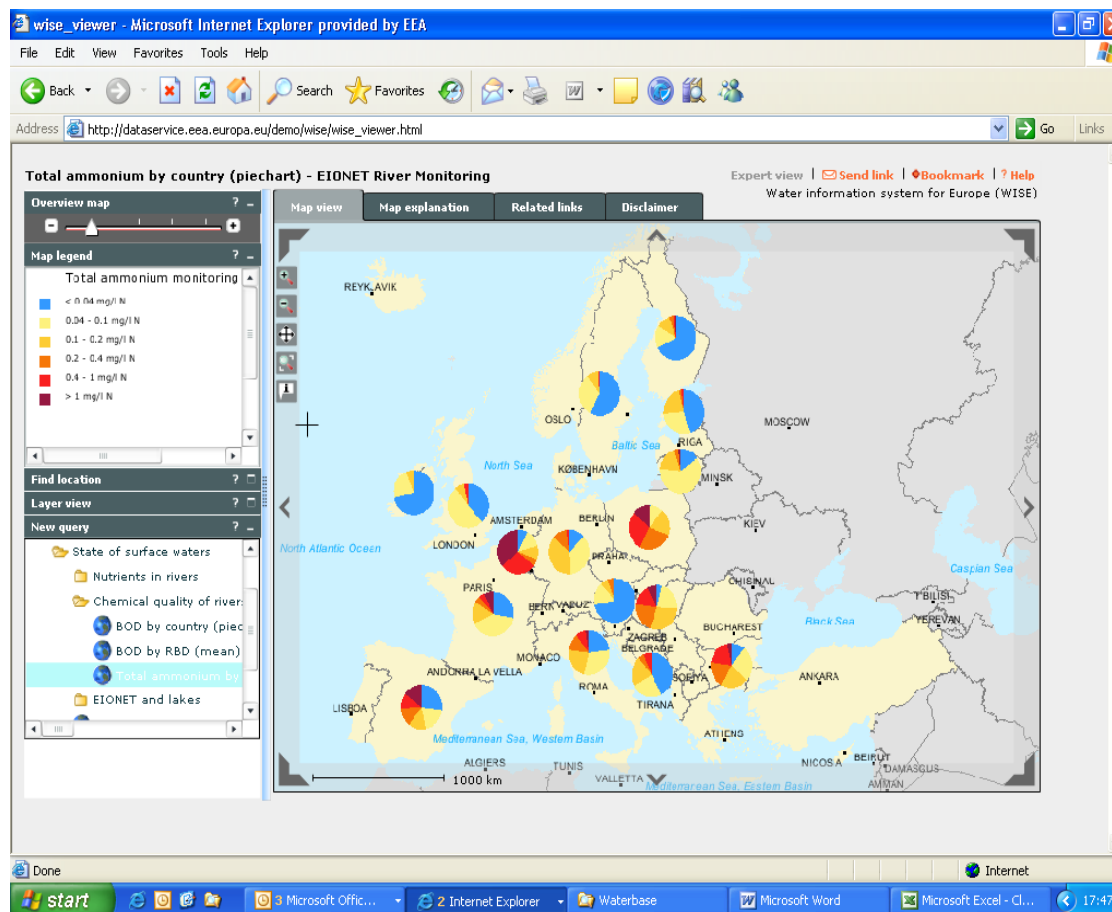 wise_viewer - Microsoft Internet Explorer provided by EEA
File Edit View Favorites Tools Help
Back Search Favorites
Address http://dataservice.eea.europa.eu/demo/wise/wise_viewer.html Go Links
Total ammonium by country (piechart) - EIONET River Monitoring
Expert view | Send link | Bookmark | ? Help
Water information system for Europe (WISE)
Overview map ? –
Map view Map explanation Related links Disclaimer
Map legend ? –
Total ammonium monitoring
< 0.04 mg/l N
0.04 - 0.1 mg/l N
0.1 - 0.2 mg/l N
0.2 - 0.4 mg/l N
0.4 - 1 mg/l N
> 1 mg/l N
Find location ?
Layer view ?
New query ? –
State of surface waters
Nutrients in rivers
Chemical quality of river:
BOD by country (piec
BOD by RBD (mean)
Total ammonium by
EIONET and lakes
REYKJAVIK
OSLO
MOSCOW
Baltic Sea
RIGA
North Sea
KØBENHAVN
MINSK
AMSTERDAM
BERLIN
KIEV
North Atlantic Ocean
LONDON
PRAHA
Caspian Sea
PARIS
CHISINAU
BERN VADUZ
T'BILISI
YEREVAN
ZAGREB
BELGRADE
BUCHAREST
Black Sea
MONACO
ANDORRA LA VELLA
SOFIYA
ANKARA
ROMA
TIRANA
LISBOA
Mediterranean Sea, Western Basin
ATHENS
ALGIERS
TUNIS
NICOSIA
BEIRUT
DAMASCUS
1000 km
VALLETTA
Mediterranean Sea, Eastern Basin
AMMAN
Done Internet
start 3 Microsoft Offic... 2 Internet Explorer Waterbase Microsoft Word Microsoft Excel - Cl... 17:47